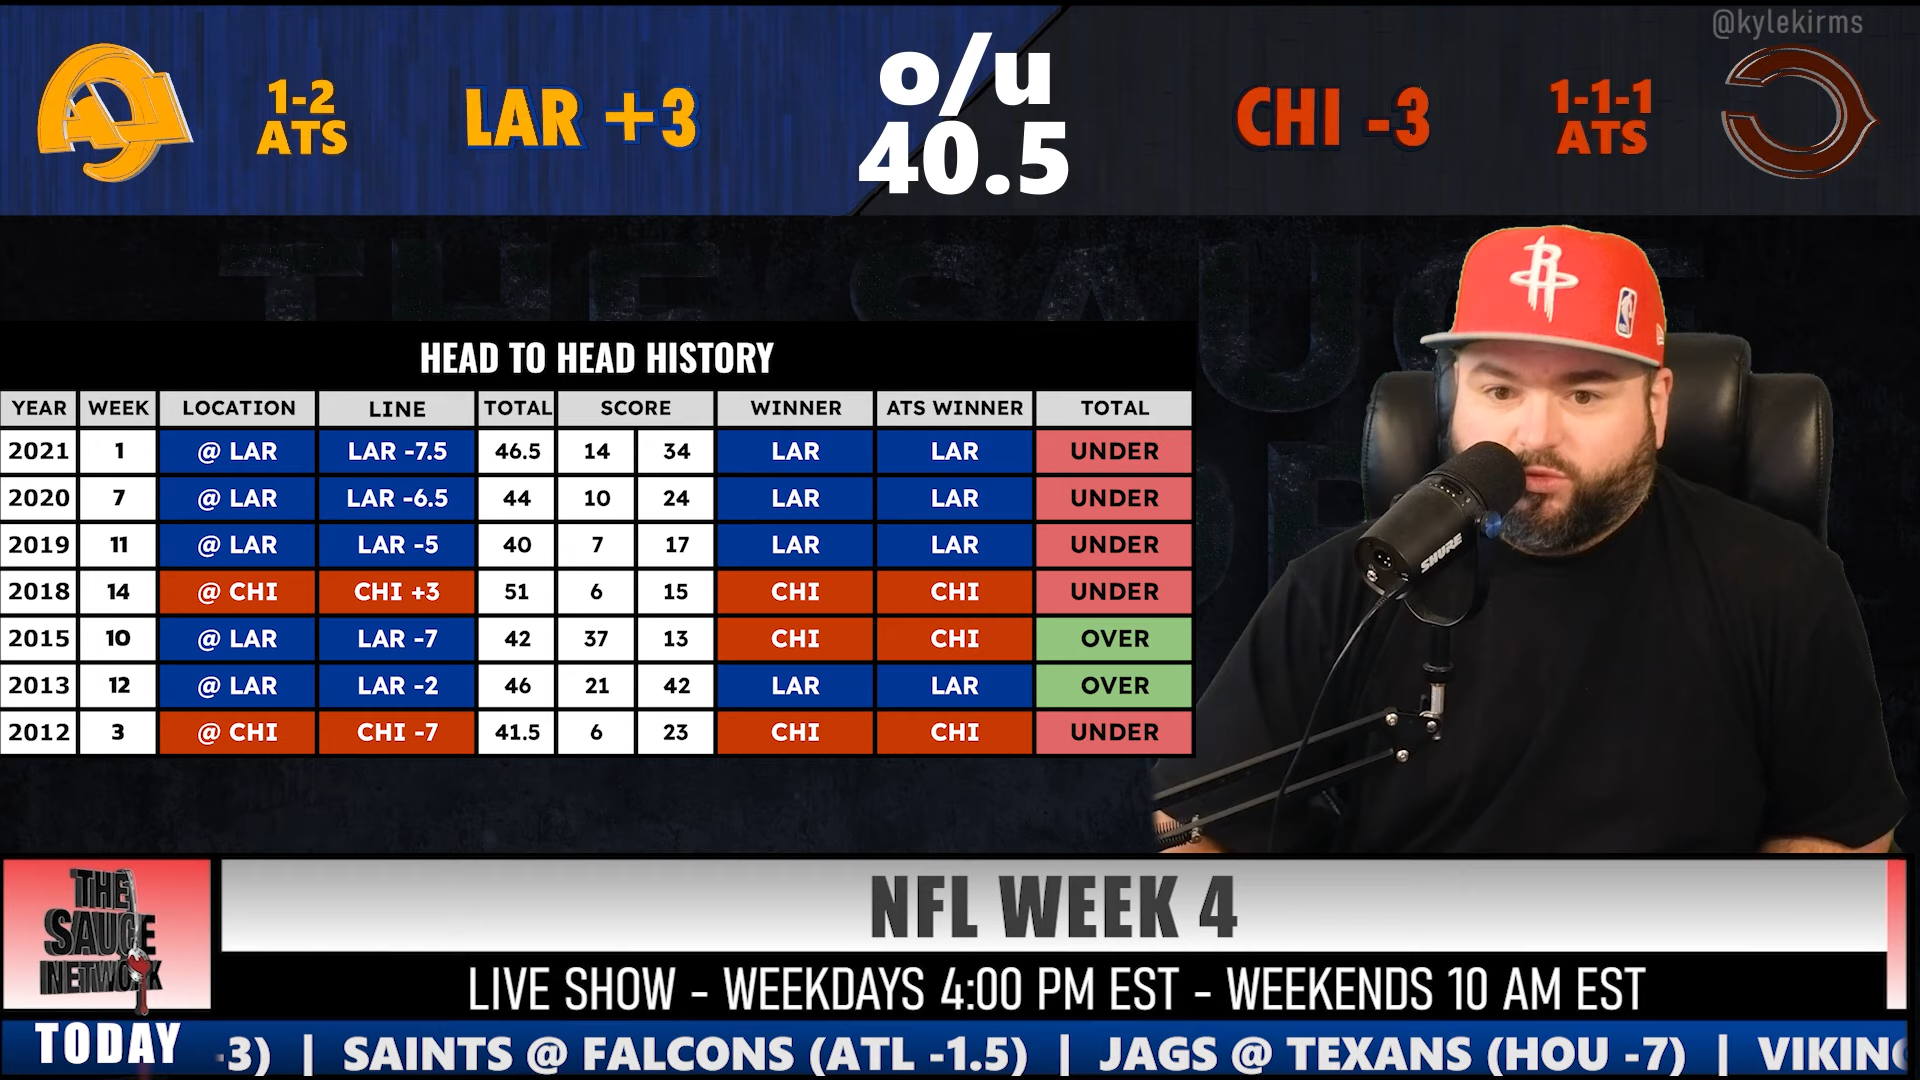 @kylekirms
1-2
ATS
LAR +3
o/u
40.5
CHI -3
1-1-1
ATS
HEAD TO HEAD HISTORY
YEAR WEEK LOCATION LINE TOTAL SCORE WINNER ATS WINNER TOTAL
2021 1 @ LAR LAR -7.5 46.5 14 34 LAR LAR UNDER
2020 7 @ LAR LAR -6.5 44 10 24 LAR LAR UNDER
2019 11 @ LAR LAR -5 40 7 17 LAR LAR UNDER
2018 14 @ CHI CHI +3 51 6 15 CHI CHI UNDER
2015 10 @ LAR LAR -7 42 37 13 CHI CHI OVER
2013 12 @ LAR LAR -2 46 21 42 LAR LAR OVER
2012 3 @ CHI CHI -7 41.5 6 23 CHI CHI UNDER
SHURE
THE
SAUCE
NETWORK
NFL WEEK 4
LIVE SHOW - WEEKDAYS 4:00 PM EST - WEEKENDS 10 AM EST
TODAY -3) | SAINTS @ FALCONS (ATL -1.5) | JAGS @ TEXANS (HOU -7) |